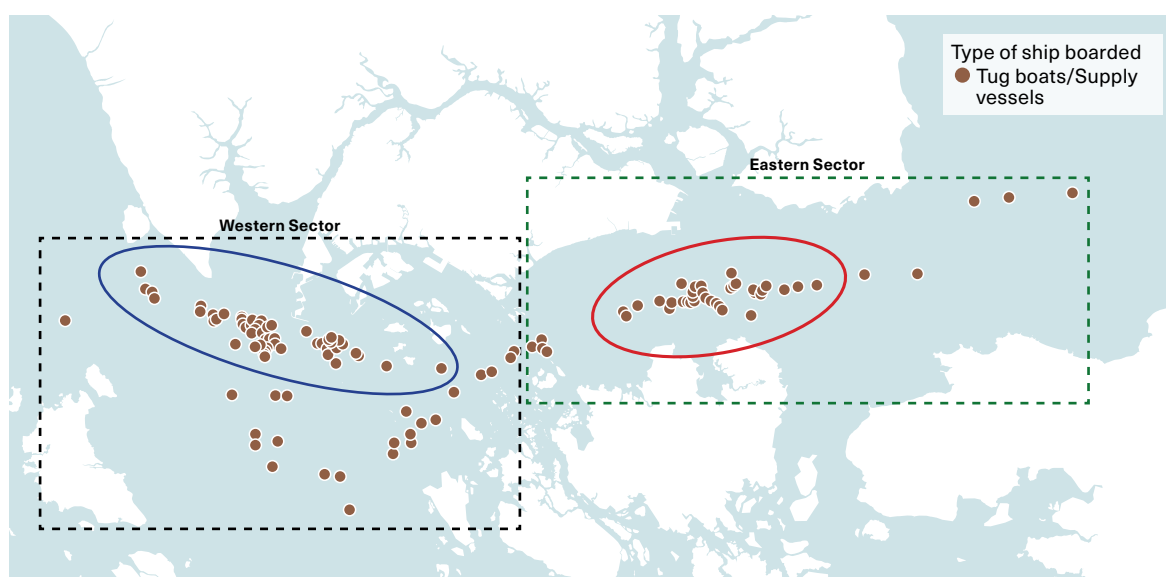 Type of ship boarded
Tug boats/Supply
vessels
Eastern Sector
Western Sector